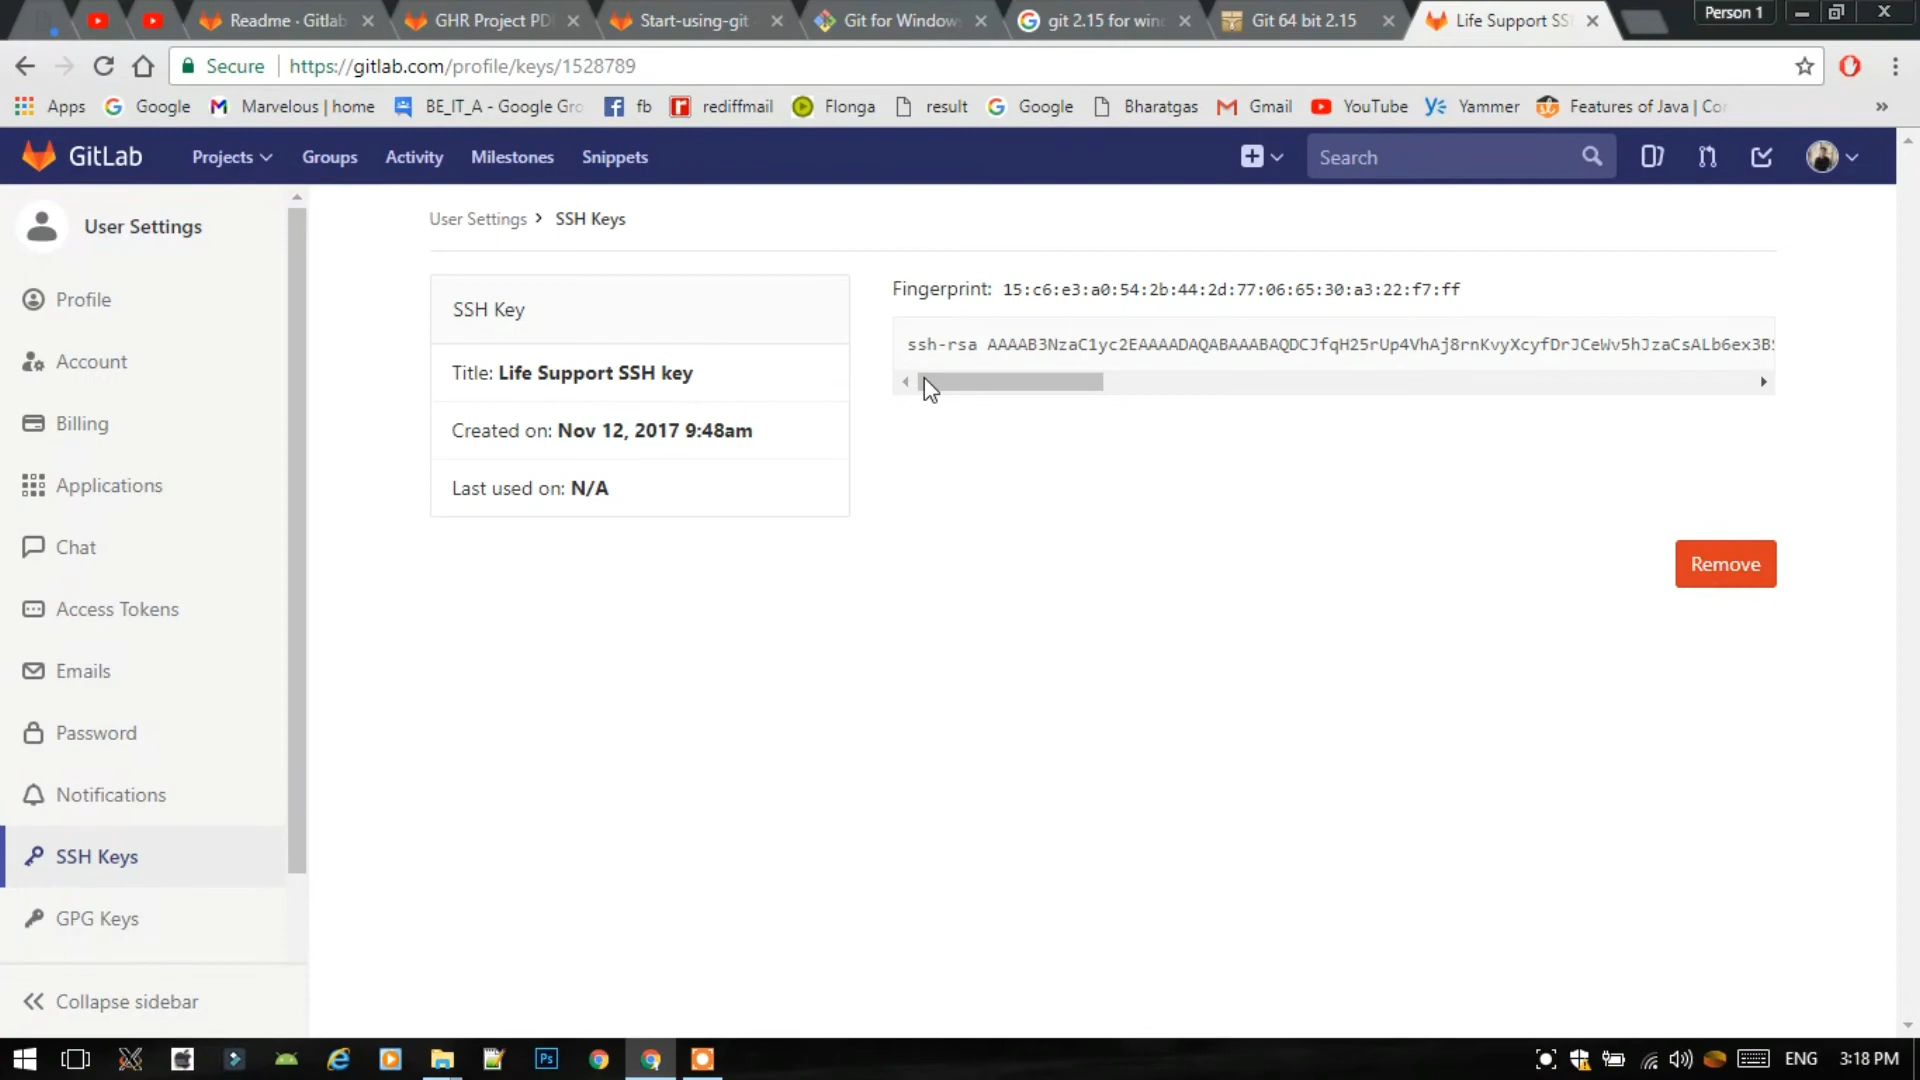 Readme · Gitlab
GHR Project PD
Start-using-git
Git for Window
git 2.15 for win
Git 64 bit 2.15
Life Support SS
Person 1
Secure
https://gitlab.com/profile/keys/1528789
Apps
Google
Marvelous | home
BE_IT_A - Google Gro
fb
rediffmail
Flonga
result
Google
Bharatgas
Gmail
YouTube
Yammer
Features of Java | Co
GitLab
Projects
Groups
Activity
Milestones
Snippets
Search
User Settings
Profile
Account
Billing
Applications
Chat
Access Tokens
Emails
Password
Notifications
SSH Keys
GPG Keys
Collapse sidebar
User Settings > SSH Keys
SSH Key
Title: Life Support SSH key
Created on: Nov 12, 2017 9:48am
Last used on: N/A
Fingerprint: 15:c6:e3:a0:54:2b:44:2d:77:06:65:30:a3:22:f7:ff
ssh-rsa AAAAB3NzaC1yc2EAAAADAQABAAABAQDCJfqH25rUp4VhAj8rnKvyXcyfDrJCeWv5hJzaCsALb6ex3B
Remove
Ps
ENG
3:18 PM